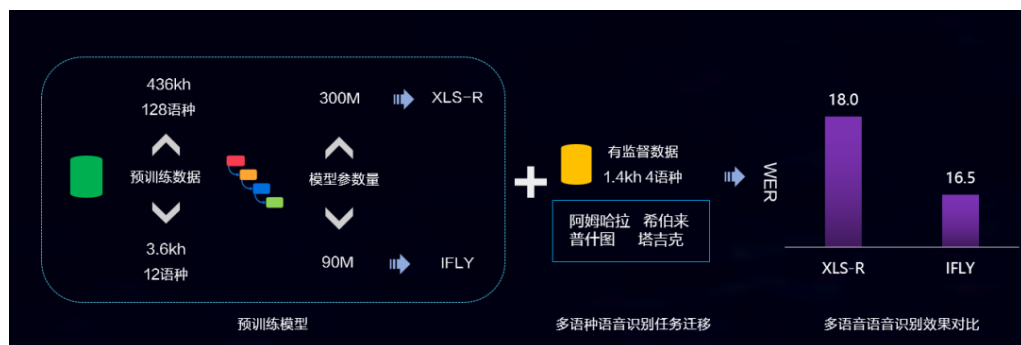 436kh
128语种
预训练数据
3.6kh
12语种
300M
XLS-R
模型参数量
90M
IFLY
预训练模型
有监督数据
1.4kh 4语种
阿姆哈拉 希伯来
普什图 塔吉克
多语种语音识别任务迁移
WER
18.0
16.5
XLS-R
IFLY
多语音语音识别效果对比